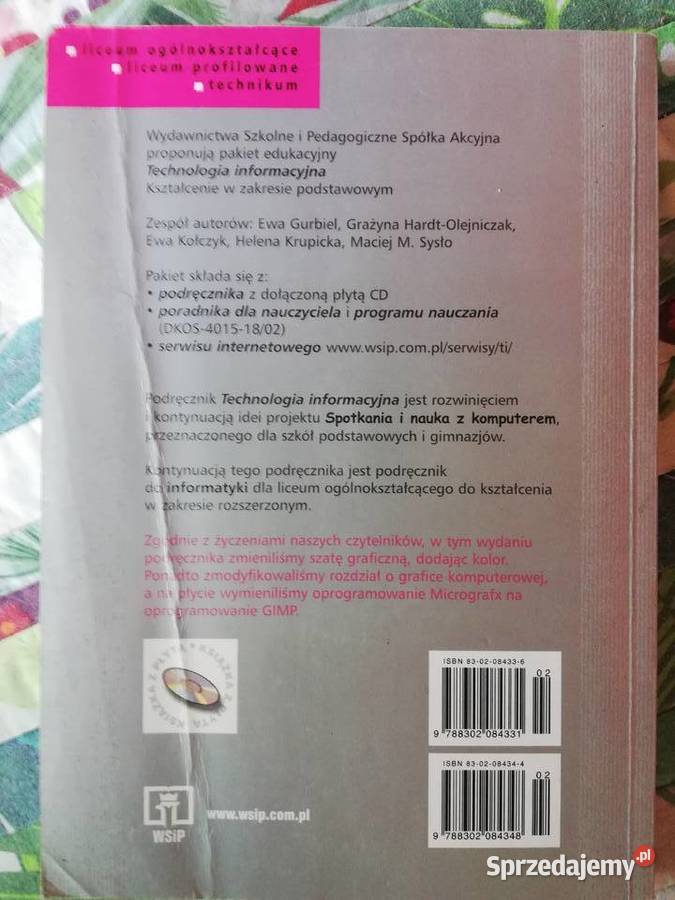 liceum ogólnokształcące
liceum profilowane
technikum
Wydawnictwa Szkolne i Pedagogiczne Spółka Akcyjna
proponują pakiet edukacyjny
Technologia informacyjna
Kształcenie w zakresie podstawowym
Zespół autorów: Ewa Gurbiel, Grażyna Hardt-Olejniczak,
Ewa Kołczyk, Helena Krupicka, Maciej M. Sysło
Pakiet składa się z:
• podręcznika z dołączoną płytą CD
• poradnika dla nauczyciela i programu nauczania
(DKOS-4015-18/02)
• serwisu internetowego www.wsip.com.pl/serwisy/ti/
Podręcznik Technologia informacyjna jest rozwinięciem
i kontynuacją idei projektu Spotkania i nauka z komputerem,
przeznaczonego dla szkół podstawowych i gimnazjów.
Kontynuacją tego podręcznika jest podręcznik
do informatyki dla liceum ogólnokształcącego do kształcenia
w zakresie rozszerzonym.
Zgodnie z życzeniami naszych czytelników, w tym wydaniu
podręcznika zmieniliśmy szatę graficzną, dodając kolor.
Ponadto zmodyfikowaliśmy rozdział o grafice komputerowej,
a na płycie wymieniliśmy oprogramowanie Micrografx na
oprogramowanie GIMP.
KSIĄŻKA Z PŁYTĄ • KSIĄŻKA Z PŁYTĄ
ISBN 83-02-08433-6
02
9 788302 084331
ISBN 83-02-08434-4
02
9 788302 084348
WSiP
www.wsip.com.pl
Sprzedajemy.pl